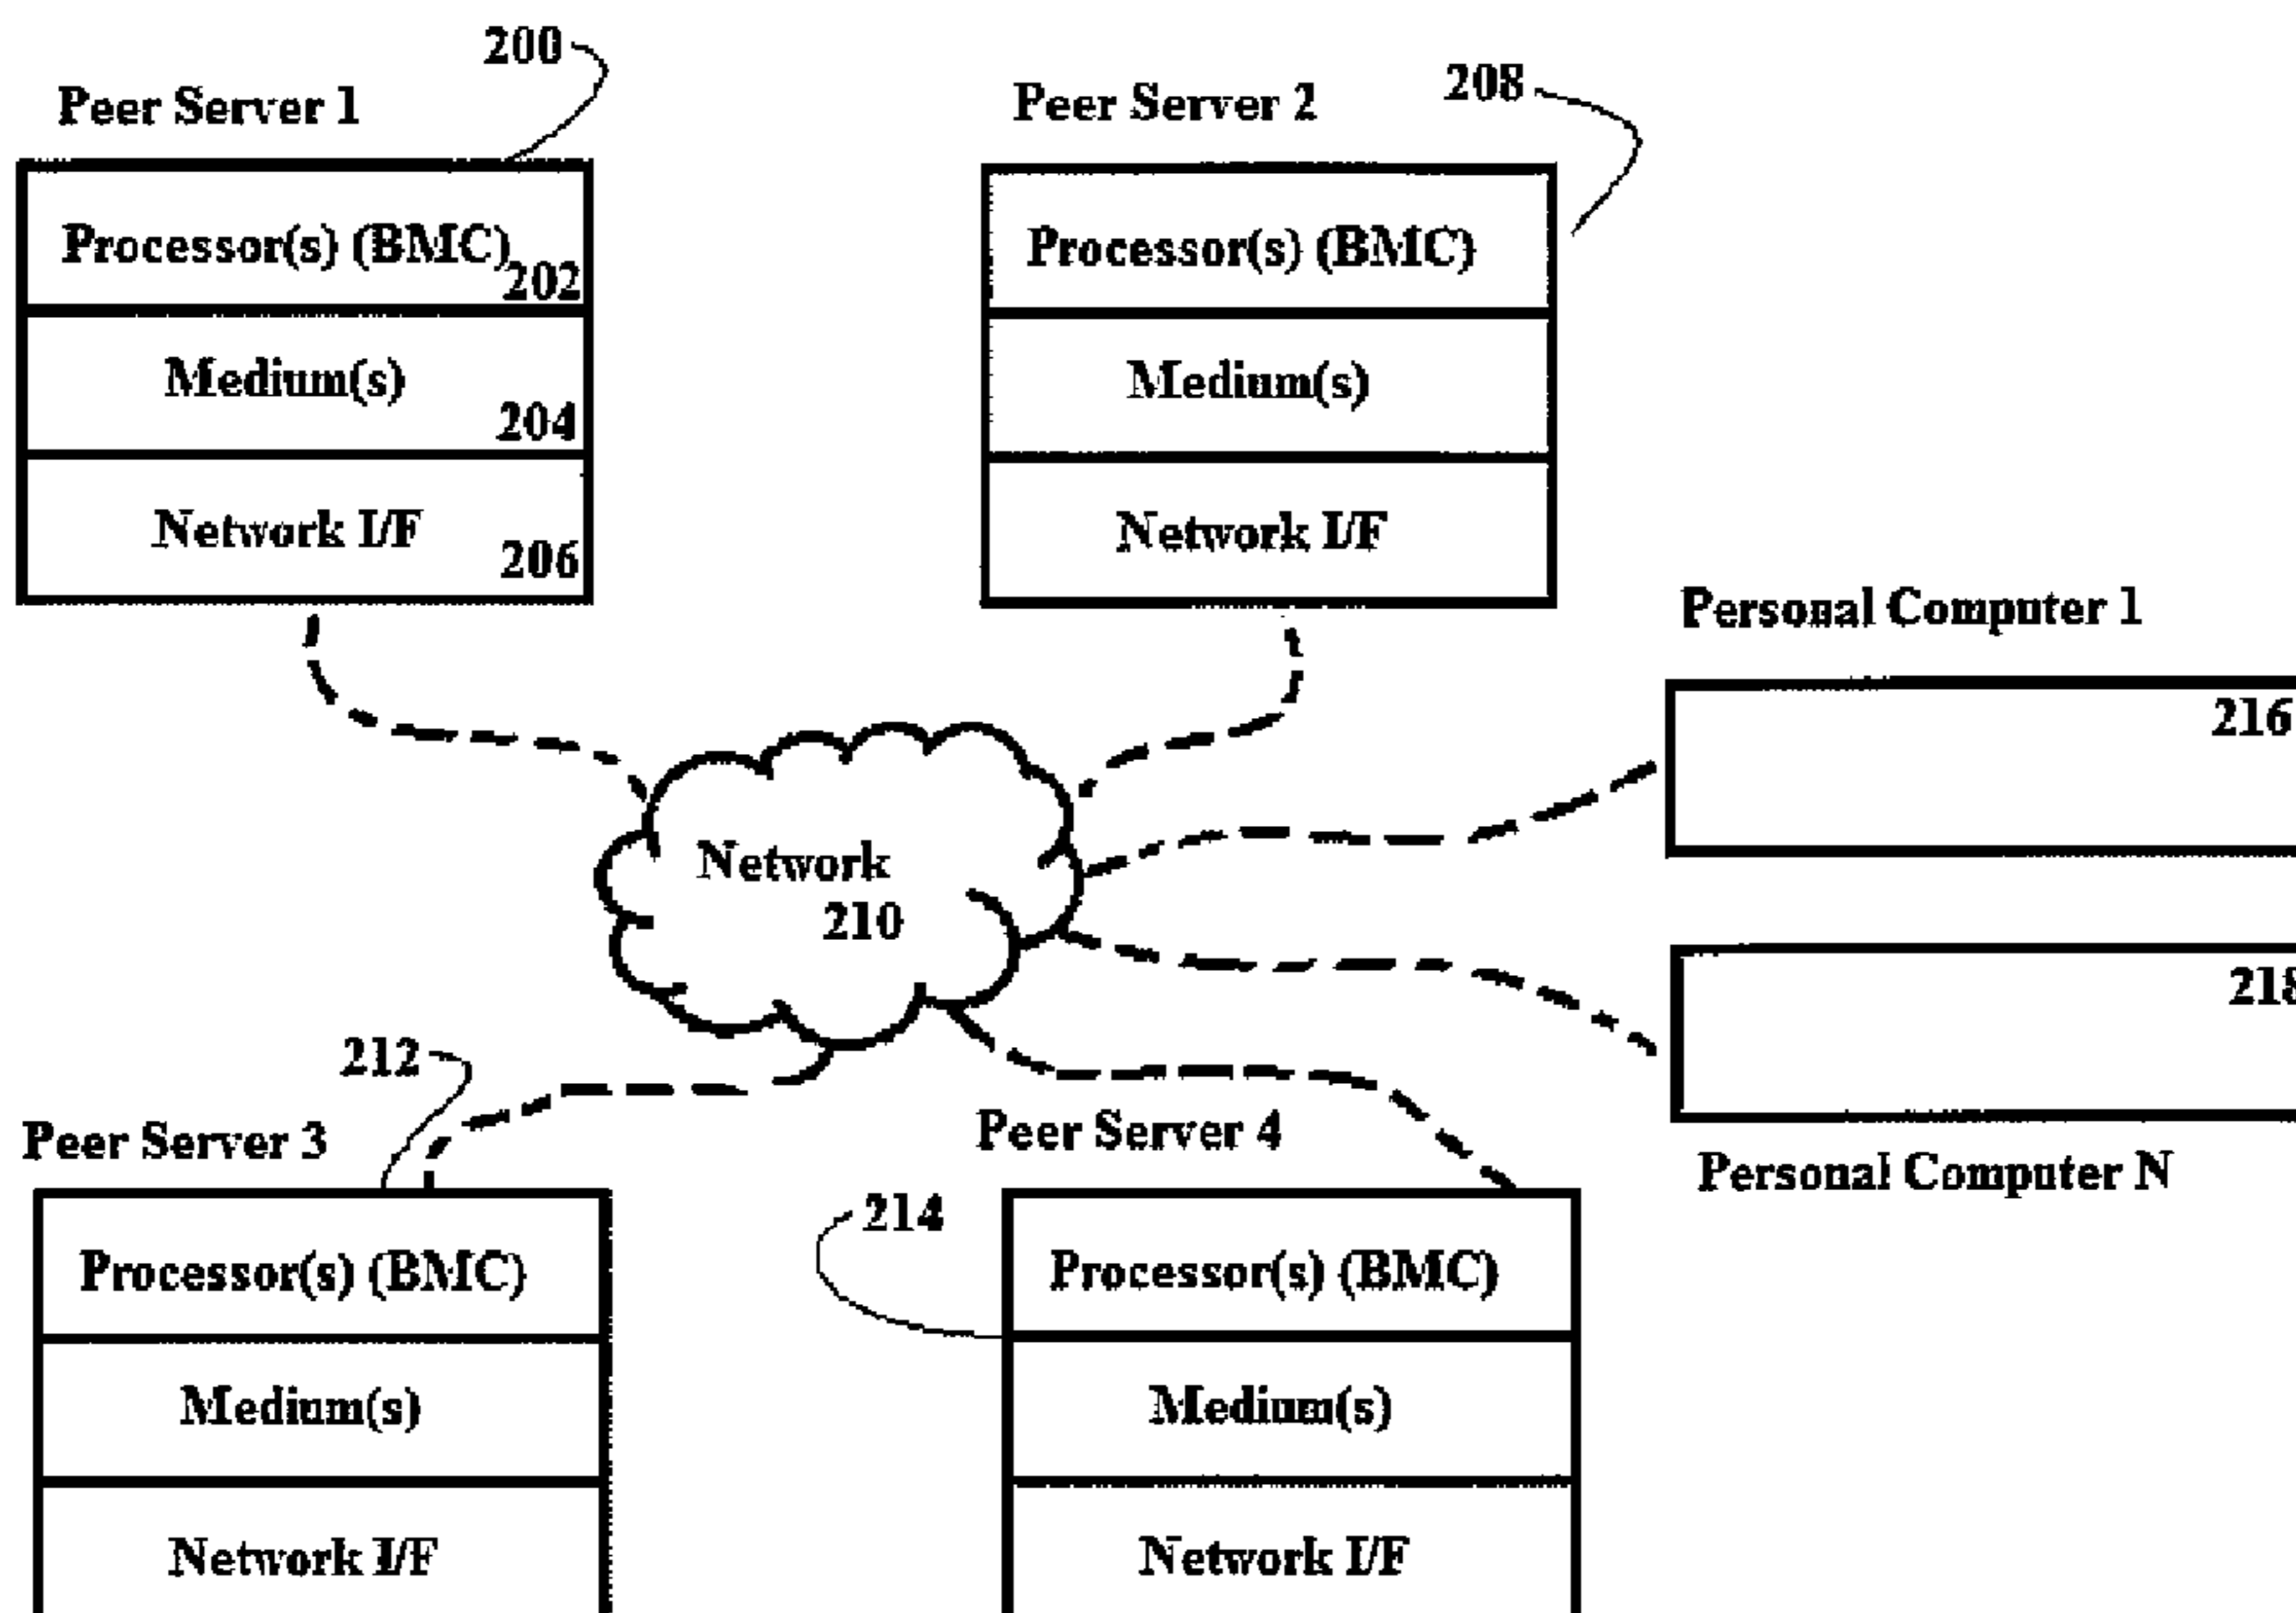 200
Peer Server 1
Processor(s) (BMC)
202
Medium(s)
204
Network I/F
206
208
Peer Server 2
Processor(s) (BMC)
Medium(s)
Network I/F
Personal Computer 1
216
Network
210
218
Personal Computer N
212
Peer Server 3
Processor(s) (BMC)
Medium(s)
Network I/F
Peer Server 4
214
Processor(s) (BMC)
Medium(s)
Network I/F